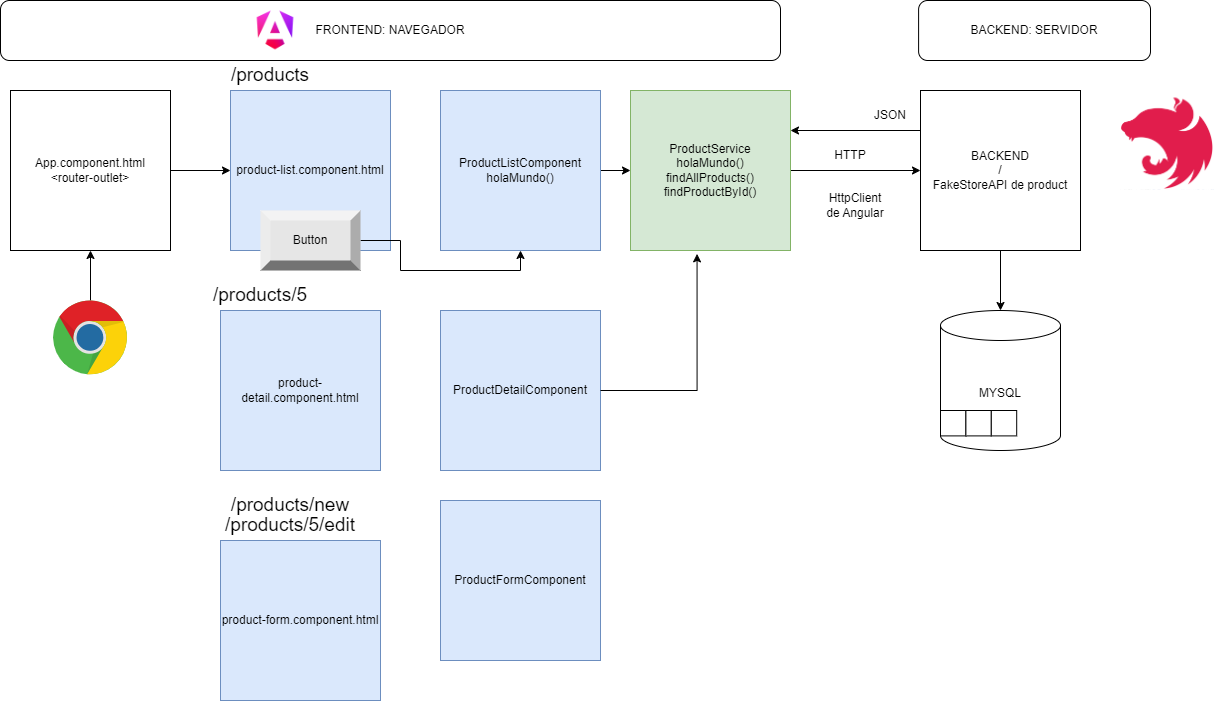 FRONTEND: NAVEGADOR
BACKEND: SERVIDOR
/products
App.component.html
<router-outlet>
product-list.component.html
Button
ProductListComponent
holaMundo()
ProductService
holaMundo()
findAllProducts()
findProductById()
JSON
HTTP
HttpClient
de Angular
BACKEND
/
FakeStoreAPI de product
/products/5
product-
detail.component.html
ProductDetailComponent
MYSQL
/products/new
/products/5/edit
product-form.component.html
ProductFormComponent